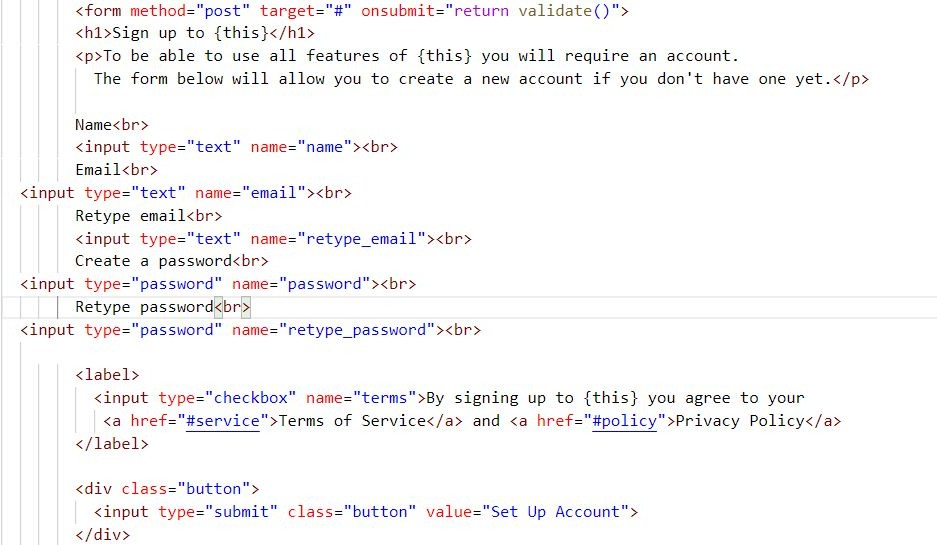 <form method="post" target="#" onsubmit="return validate()">
<h1>Sign up to {this}</h1>
<p>To be able to use all features of {this} you will require an account.
The form below will allow you to create a new account if you don't have one yet.</p>
Name<br>
<input type="text" name="name"><br>
Email<br>
<input type="text" name="email"><br>
Retype email<br>
<input type="text" name="retype_email"><br>
Create a password<br>
<input type="password" name="password"><br>
Retype password<br>
<input type="password" name="retype_password"><br>
<label>
<input type="checkbox" name="terms">By signing up to {this} you agree to your
<a href="#service">Terms of Service</a> and <a href="#policy">Privacy Policy</a>
</label>
<div class="button">
<input type="submit" class="button" value="Set Up Account">
</div>